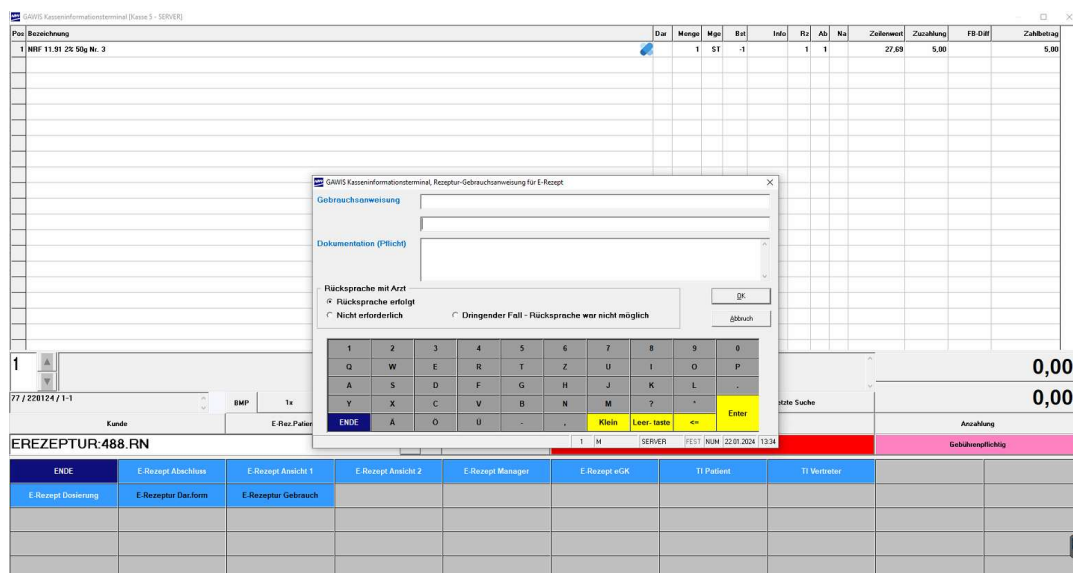 GAWIS Kasseninformationsterminal [Kasse 5 - SERVER]
Pos Bezeichnung Dar Menge Mge Bst Info Rz Ab Na Zeilenwert Zuzahlung FB-Diff Zahlbetrag
1 NRF 11.91 2% 50g Nr. 3 1 ST -1 1 1 27,69 5,00 5,00
GAWIS Kasseninformationsterminal, Rezeptur-Gebrauchsanweisung für E-Rezept
Gebrauchsanweisung
Dokumentation (Pflicht)
Rücksprache mit Arzt
Rücksprache erfolgt
Nicht erforderlich Dringender Fall - Rücksprache war nicht möglich
OK
Abbruch
1 2 3 4 5 6 7 8 9 0
Q W E R T Z U I O P
A S D F G H J K L .
Y X C V B N M ? *
Enter
ENDE Ä Ö Ü - , Klein Leer- taste <=
1 M SERVER FEST NUM 22.01.2024 13:34
1 0,00
77 / 220124 / 1-1 BMP 1x etzte Suche 0,00
Kunde E-Rez.Patier Anzahlung
EREZEPTUR:488.RN Gebührenpflichtig
ENDE E-Rezept Abschluss E-Rezept Ansicht 1 E-Rezept Ansicht 2 E-Rezept Manager E-Rezept eGK TI Patient TI Vertreter
E-Rezept Dosierung E-Rezeptur Dar.form E-Rezeptur Gebrauch